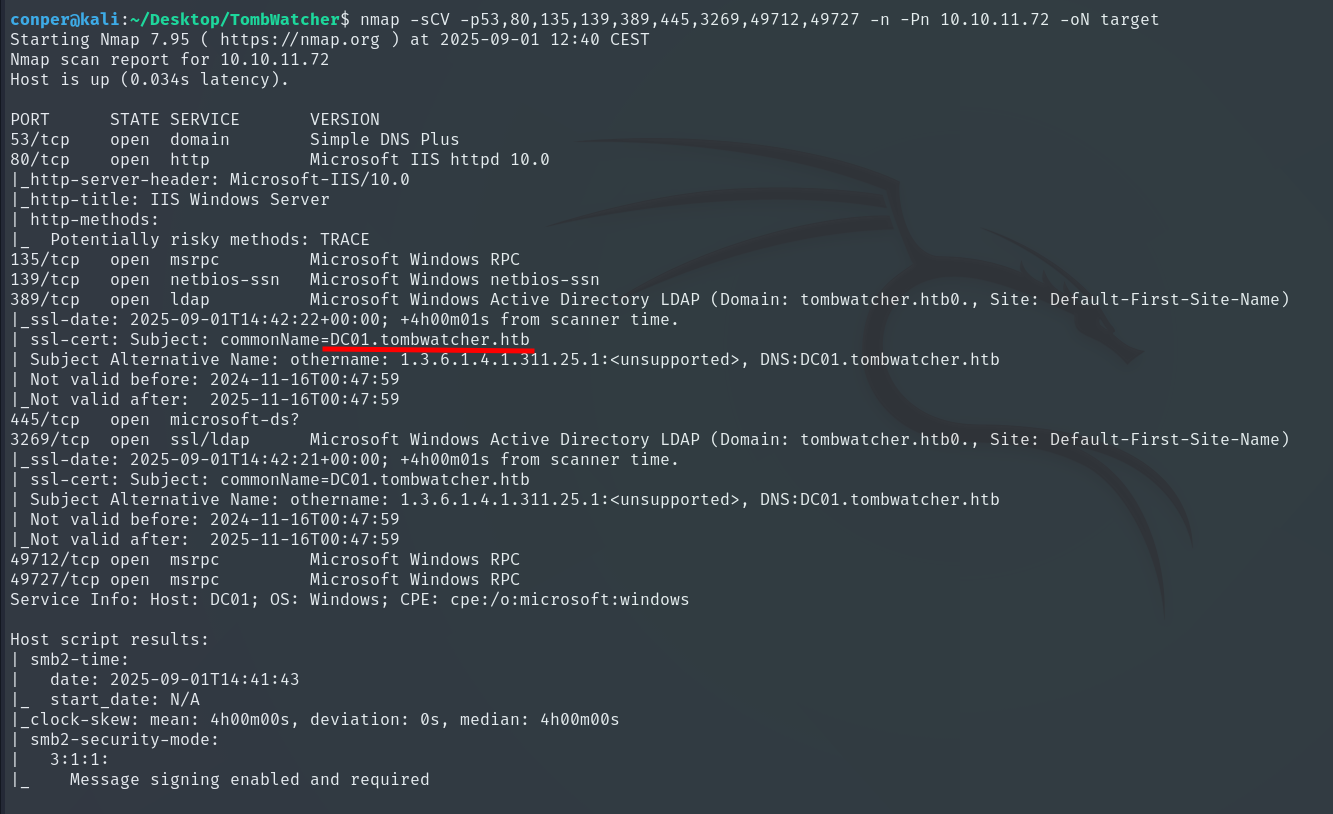 conper@kali:~/Desktop/TombWatcher$ nmap -sCV -p53,80,135,139,389,445,3269,49712,49727 -n -Pn 10.10.11.72 -oN target
Starting Nmap 7.95 ( https://nmap.org ) at 2025-09-01 12:40 CEST
Nmap scan report for 10.10.11.72
Host is up (0.034s latency).

PORT      STATE SERVICE       VERSION
53/tcp    open  domain        Simple DNS Plus
80/tcp    open  http          Microsoft IIS httpd 10.0
|_http-server-header: Microsoft-IIS/10.0
|_http-title: IIS Windows Server
| http-methods:
|_  Potentially risky methods: TRACE
135/tcp   open  msrpc         Microsoft Windows RPC
139/tcp   open  netbios-ssn   Microsoft Windows netbios-ssn
389/tcp   open  ldap          Microsoft Windows Active Directory LDAP (Domain: tombwatcher.htb0., Site: Default-First-Site-Name)
|_ssl-date: 2025-09-01T14:42:22+00:00; +4h00m01s from scanner time.
| ssl-cert: Subject: commonName=DC01.tombwatcher.htb
| Subject Alternative Name: othername: 1.3.6.1.4.1.311.25.1:<unsupported>, DNS:DC01.tombwatcher.htb
| Not valid before: 2024-11-16T00:47:59
|_Not valid after:  2025-11-16T00:47:59
445/tcp   open  microsoft-ds?
3269/tcp  open  ssl/ldap      Microsoft Windows Active Directory LDAP (Domain: tombwatcher.htb0., Site: Default-First-Site-Name)
|_ssl-date: 2025-09-01T14:42:21+00:00; +4h00m01s from scanner time.
| ssl-cert: Subject: commonName=DC01.tombwatcher.htb
| Subject Alternative Name: othername: 1.3.6.1.4.1.311.25.1:<unsupported>, DNS:DC01.tombwatcher.htb
| Not valid before: 2024-11-16T00:47:59
|_Not valid after:  2025-11-16T00:47:59
49712/tcp open  msrpc         Microsoft Windows RPC
49727/tcp open  msrpc         Microsoft Windows RPC
Service Info: Host: DC01; OS: Windows; CPE: cpe:/o:microsoft:windows

Host script results:
| smb2-time:
|   date: 2025-09-01T14:41:43
|_  start_date: N/A
|_clock-skew: mean: 4h00m00s, deviation: 0s, median: 4h00m00s
| smb2-security-mode:
|   3:1:1:
|_    Message signing enabled and required